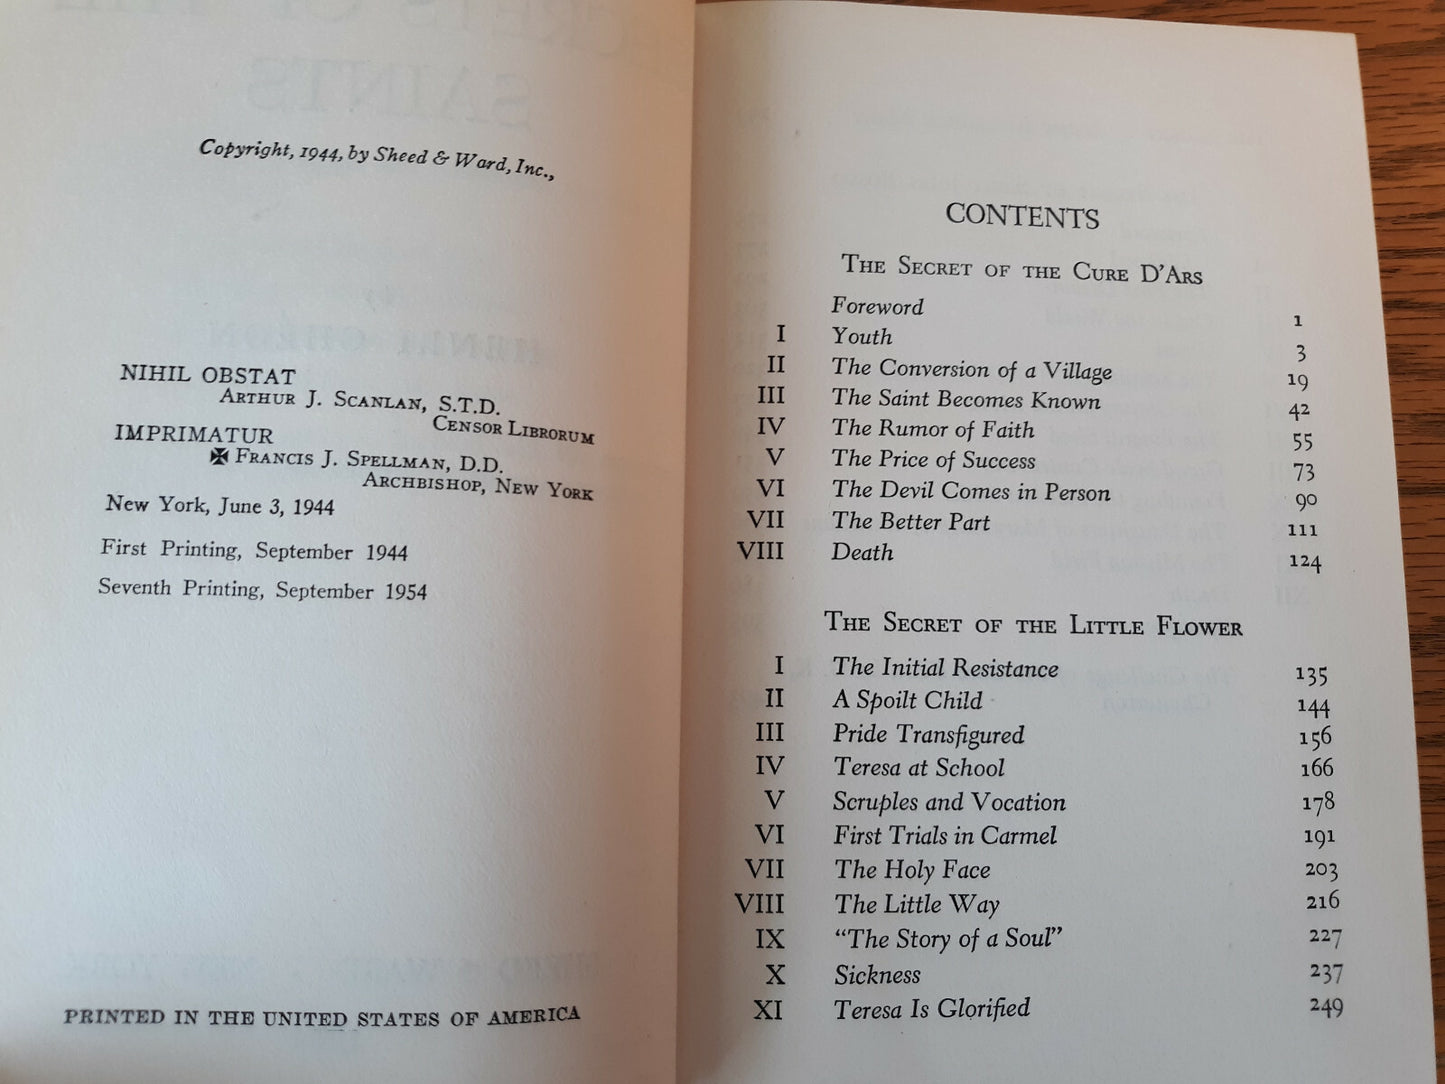 Copyright, 1944, by Sheed & Ward, Inc.,
NIHIL OBSTAT
ARTHUR J. SCANLAN, S.T.D.
CENSOR LIBRORUM
IMPRIMATUR
✠ FRANCIS J. SPELLMAN, D.D.
ARCHBISHOP, NEW YORK
New York, June 3, 1944
First Printing, September 1944
Seventh Printing, September 1954
PRINTED IN THE UNITED STATES OF AMERICA
CONTENTS
THE SECRET OF THE CURE D'ARS
Foreword 1
I Youth 3
II The Conversion of a Village 19
III The Saint Becomes Known 42
IV The Rumor of Faith 55
V The Price of Success 73
VI The Devil Comes in Person 90
VII The Better Part 111
VIII Death 124
THE SECRET OF THE LITTLE FLOWER
I The Initial Resistance 135
II A Spoilt Child 144
III Pride Transfigured 156
IV Teresa at School 166
V Scruples and Vocation 178
VI First Trials in Carmel 191
VII The Holy Face 203
VIII The Little Way 216
IX "The Story of a Soul" 227
X Sickness 237
XI Teresa Is Glorified 249